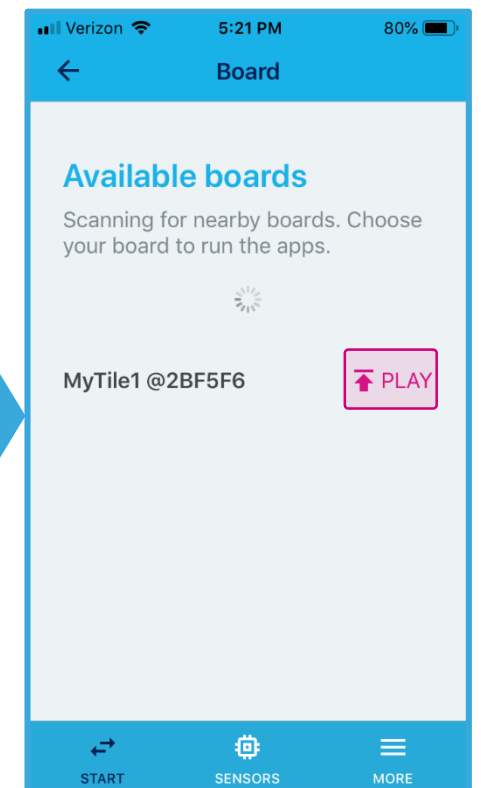 Verizon 5:21 PM 80%
Board
Available boards
Scanning for nearby boards. Choose
your board to run the apps.
MyTile1 @2BF5F6 PLAY
START SENSORS MORE